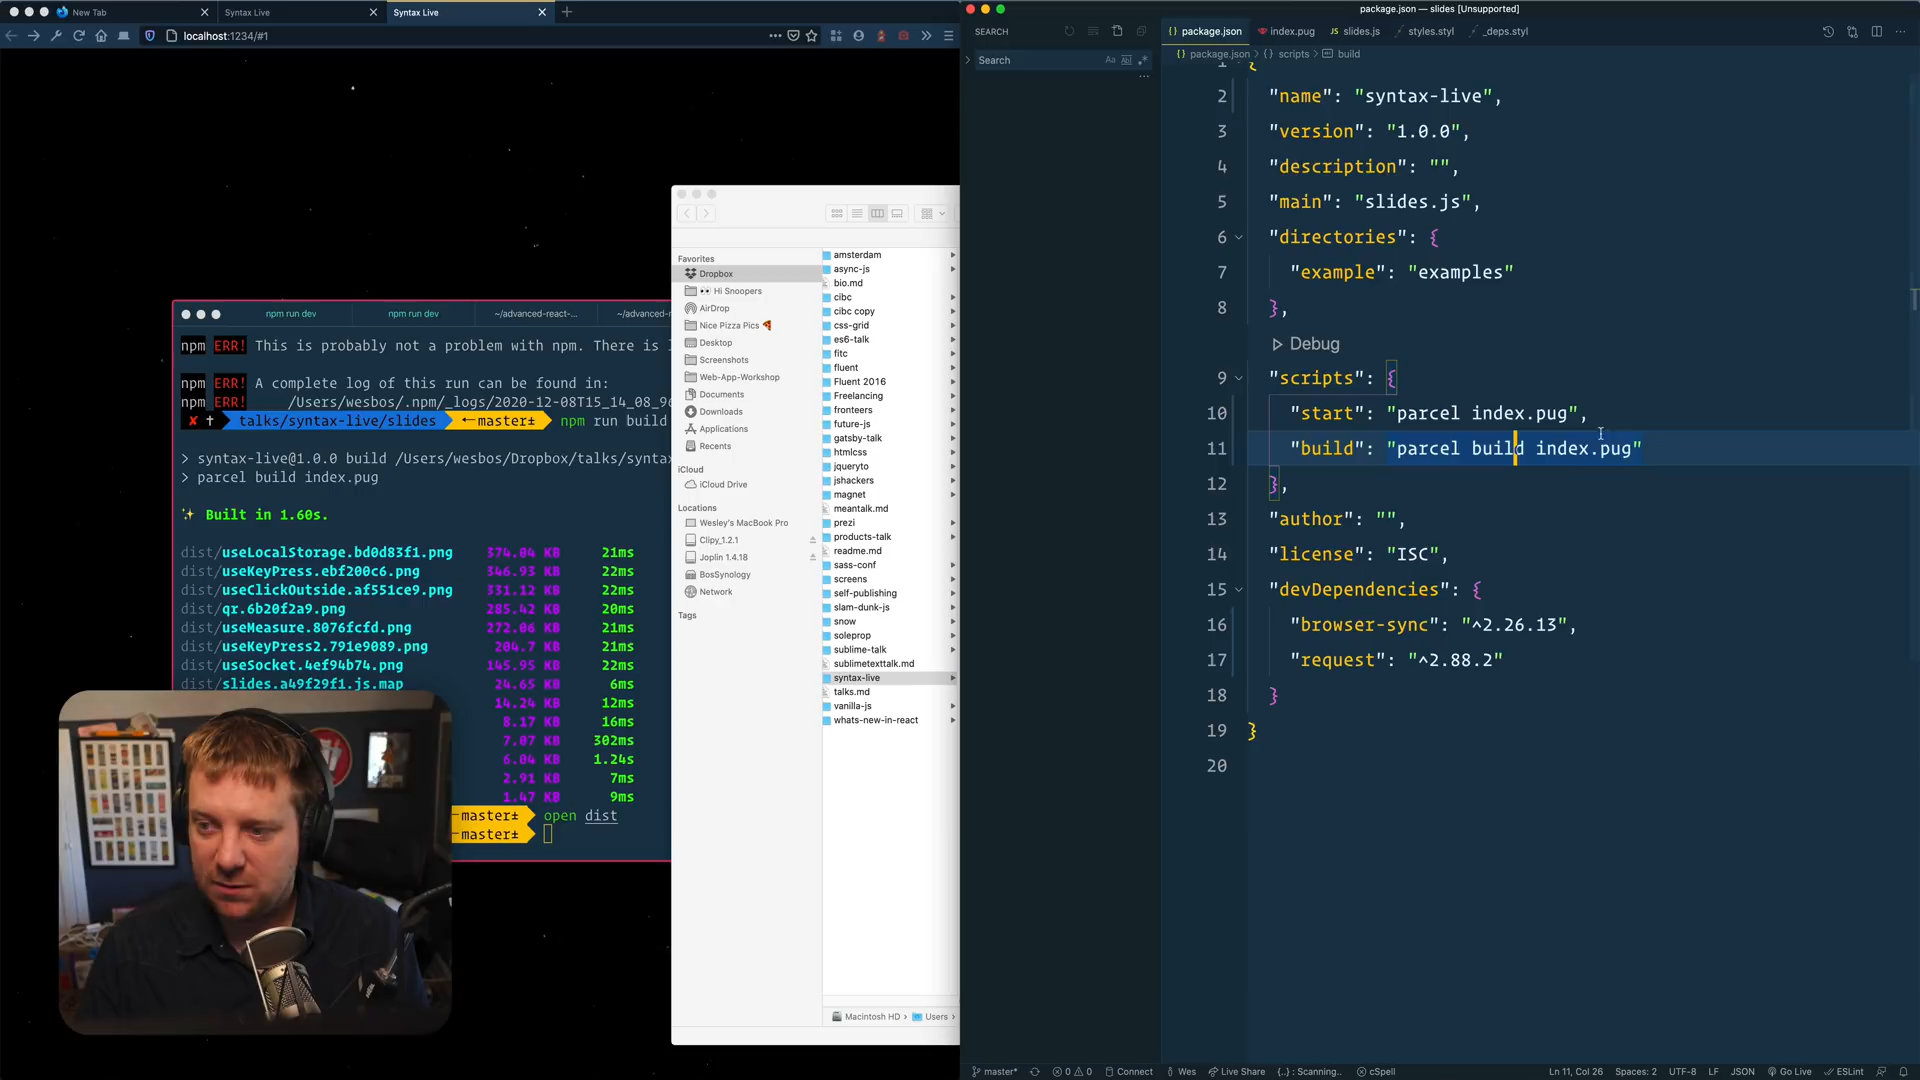 New Tab
Syntax Live
Syntax Live
localhost:1234/#1
npm run dev
npm run dev
~/advanced-react-...
~/advanced-r
npm ERR! This is probably not a problem with npm. There is
npm ERR! A complete log of this run can be found in:
npm ERR!     /Users/wesbos/.npm/_logs/2020-12-08T15_14_08_96
✘ † talks/syntax-live/slides ←master± npm run build
> syntax-live@1.0.0 build /Users/wesbos/Dropbox/talks/synta
> parcel build index.pug
✨ Built in 1.60s.
dist/useLocalStorage.bd0d83f1.png 374.04 KB 21ms
dist/useKeyPress.ebf200c6.png 346.93 KB 22ms
dist/useClickOutside.af551ce9.png 331.12 KB 22ms
dist/qr.6b20f2a9.png 285.42 KB 20ms
dist/useMeasure.8076fcfd.png 272.06 KB 21ms
dist/useKeyPress2.791e9089.png 204.7 KB 21ms
dist/useSocket.4ef94b74.png 145.95 KB 22ms
dist/slides.a49f29f1.js.map 24.65 KB 6ms
14.24 KB 12ms
8.17 KB 16ms
7.07 KB 302ms
6.04 KB 1.24s
2.91 KB 7ms
1.47 KB 9ms
←master± open dist
←master±
Favorites
Dropbox
👀 Hi Snoopers
AirDrop
Nice Pizza Pics 🍕
Desktop
Screenshots
Web-App-Workshop
Documents
Downloads
Applications
Recents
iCloud
iCloud Drive
Locations
Wesley's MacBook Pro
Clipy_1.2.1
Joplin 1.4.18
BosSynology
Network
Tags
amsterdam
async-js
bio.md
cibc
cibc copy
css-grid
es6-talk
fitc
fluent
Fluent 2016
Freelancing
fronteers
future-js
gatsby-talk
htmlcss
jqueryto
jshackers
magnet
meantalk.md
prezi
products-talk
readme.md
sass-conf
screens
self-publishing
slam-dunk-js
snow
soleprop
sublime-talk
sublimetexttalk.md
syntax-live
talks.md
vanilla-js
whats-new-in-react
Macintosh HD › Users ›
package.json — slides [Unsupported]
SEARCH
Search
Aa
{} package.json
index.pug
JS slides.js
styles.styl
_deps.styl
{} package.json › {} scripts › build
1 {
2 "name": "syntax-live",
3 "version": "1.0.0",
4 "description": "",
5 "main": "slides.js",
6 "directories": {
7 "example": "examples"
8 },
▷ Debug
9 "scripts": {
10 "start": "parcel index.pug",
11 "build": "parcel build index.pug"
12 },
13 "author": "",
14 "license": "ISC",
15 "devDependencies": {
16 "browser-sync": "^2.26.13",
17 "request": "^2.88.2"
18 }
19 }
20
master*
0 0
Connect
Wes
Live Share
{..} : Scanning..
cSpell
Ln 11, Col 26
Spaces: 2
UTF-8
LF
JSON
Go Live
ESLint